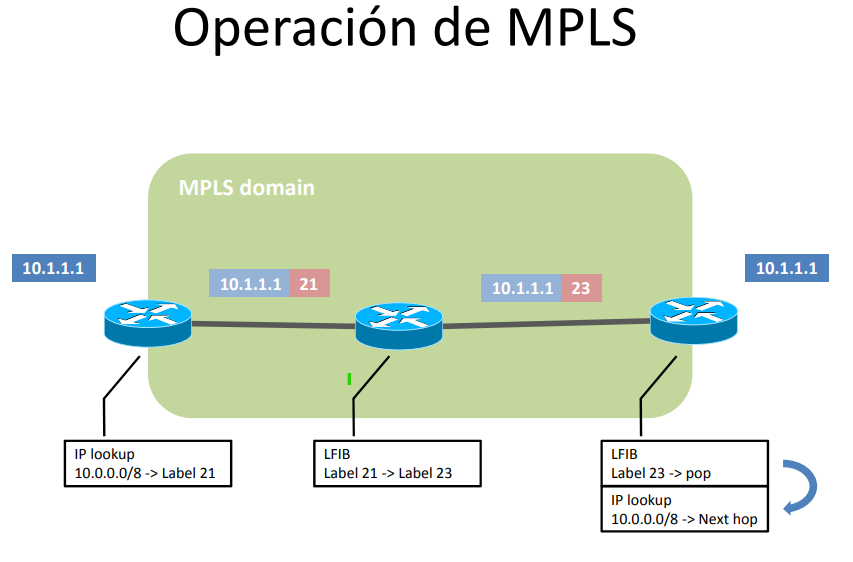 Operación de MPLS
MPLS domain
10.1.1.1
10.1.1.1 21
10.1.1.1 23
10.1.1.1
IP lookup
10.0.0.0/8 -> Label 21
LFIB
Label 21 -> Label 23
LFIB
Label 23 -> pop
IP lookup
10.0.0.0/8 -> Next hop